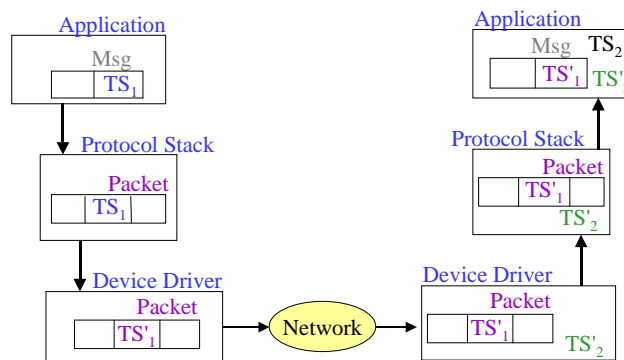 Application
Msg
TS1
Protocol Stack
Packet
TS1
Device Driver
Packet
TS'1
Network
Application
Msg
TS2
TS'1
TS'
Protocol Stack
Packet
TS'1
TS'2
Device Driver
Packet
TS'1
TS'2